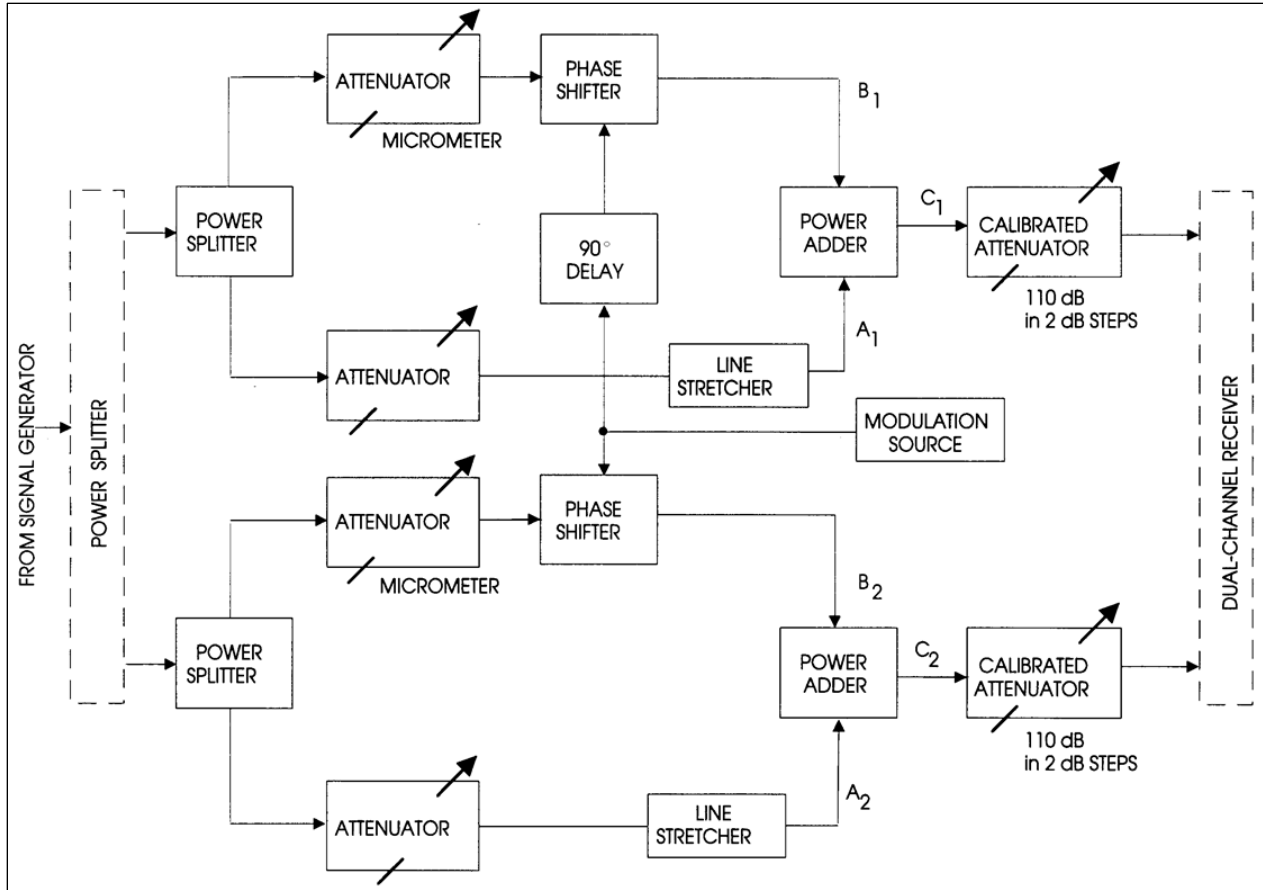 ATTENUATOR
MICROMETER
PHASE
SHIFTER
B1
POWER
SPLITTER
90°
DELAY
POWER
ADDER
C1
CALIBRATED
ATTENUATOR
110 dB
in 2 dB STEPS
A1
ATTENUATOR
LINE
STRETCHER
MODULATION
SOURCE
FROM SIGNAL GENERATOR
POWER SPLITTER
DUAL-CHANNEL RECEIVER
ATTENUATOR
MICROMETER
PHASE
SHIFTER
B2
POWER
SPLITTER
POWER
ADDER
C2
CALIBRATED
ATTENUATOR
110 dB
in 2 dB STEPS
A2
ATTENUATOR
LINE
STRETCHER